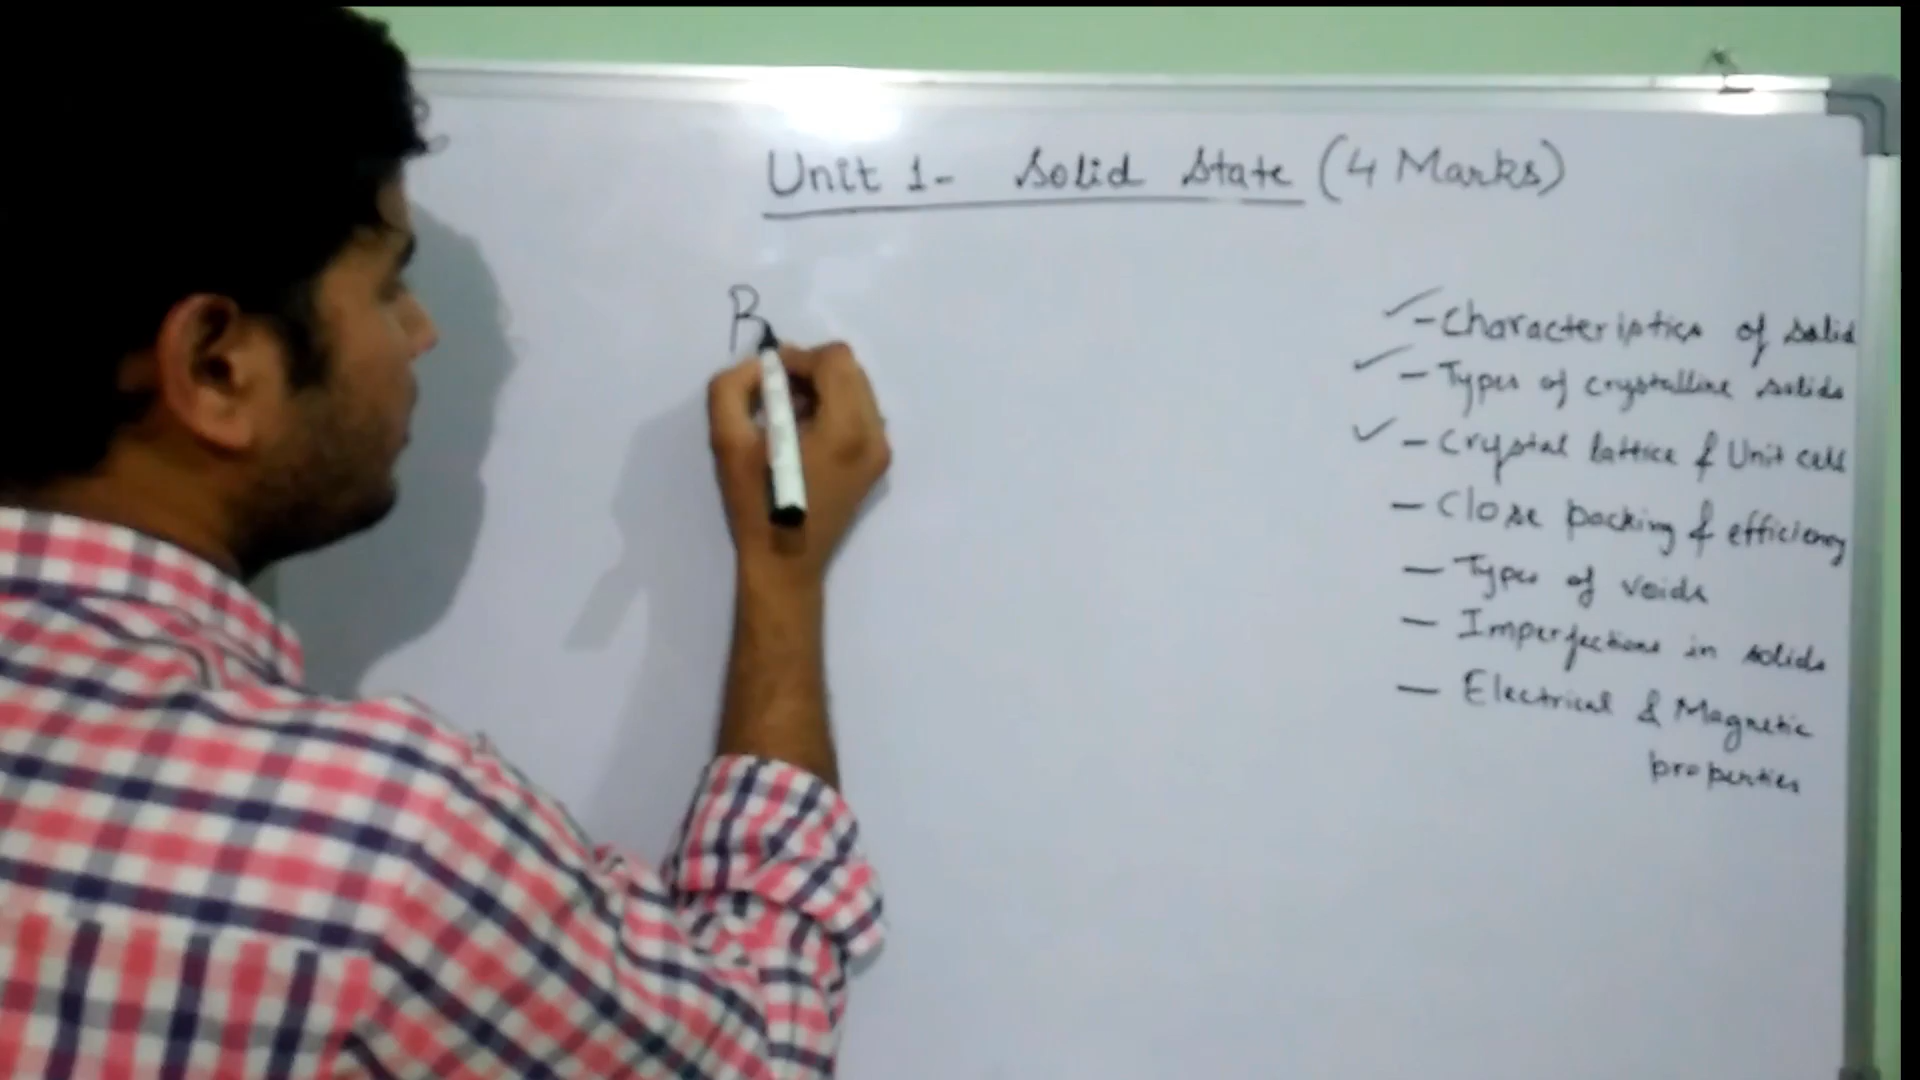 Unit 1- Solid State (4 Marks)
B
- Characteristics of solid
- Types of crystalline solids
- Crystal lattice & Unit cell
- Close packing & efficiency
- Types of voids
- Imperfections in solids
- Electrical & Magnetic
properties